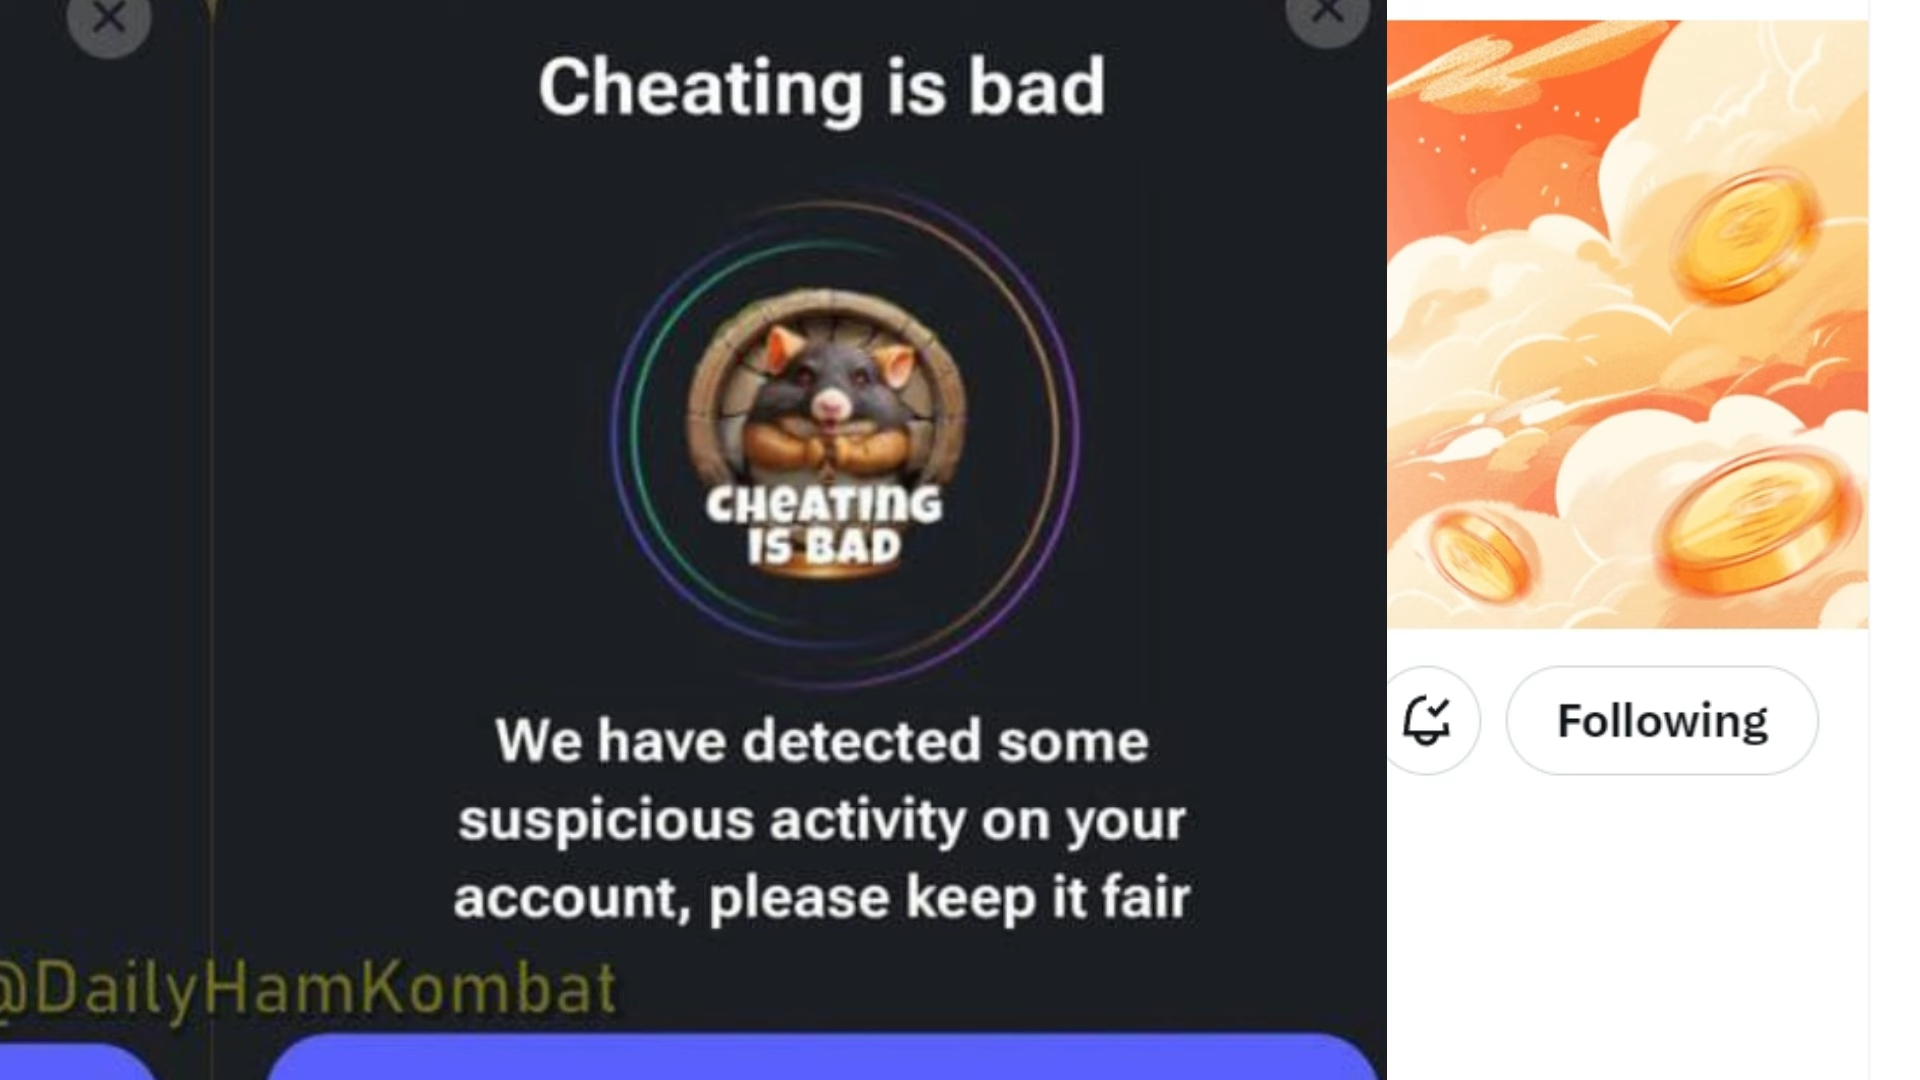 Cheating is bad
CHeATInG
IS BAD
We have detected some
suspicious activity on your
account, please keep it fair
@DailyHamKombat
Following